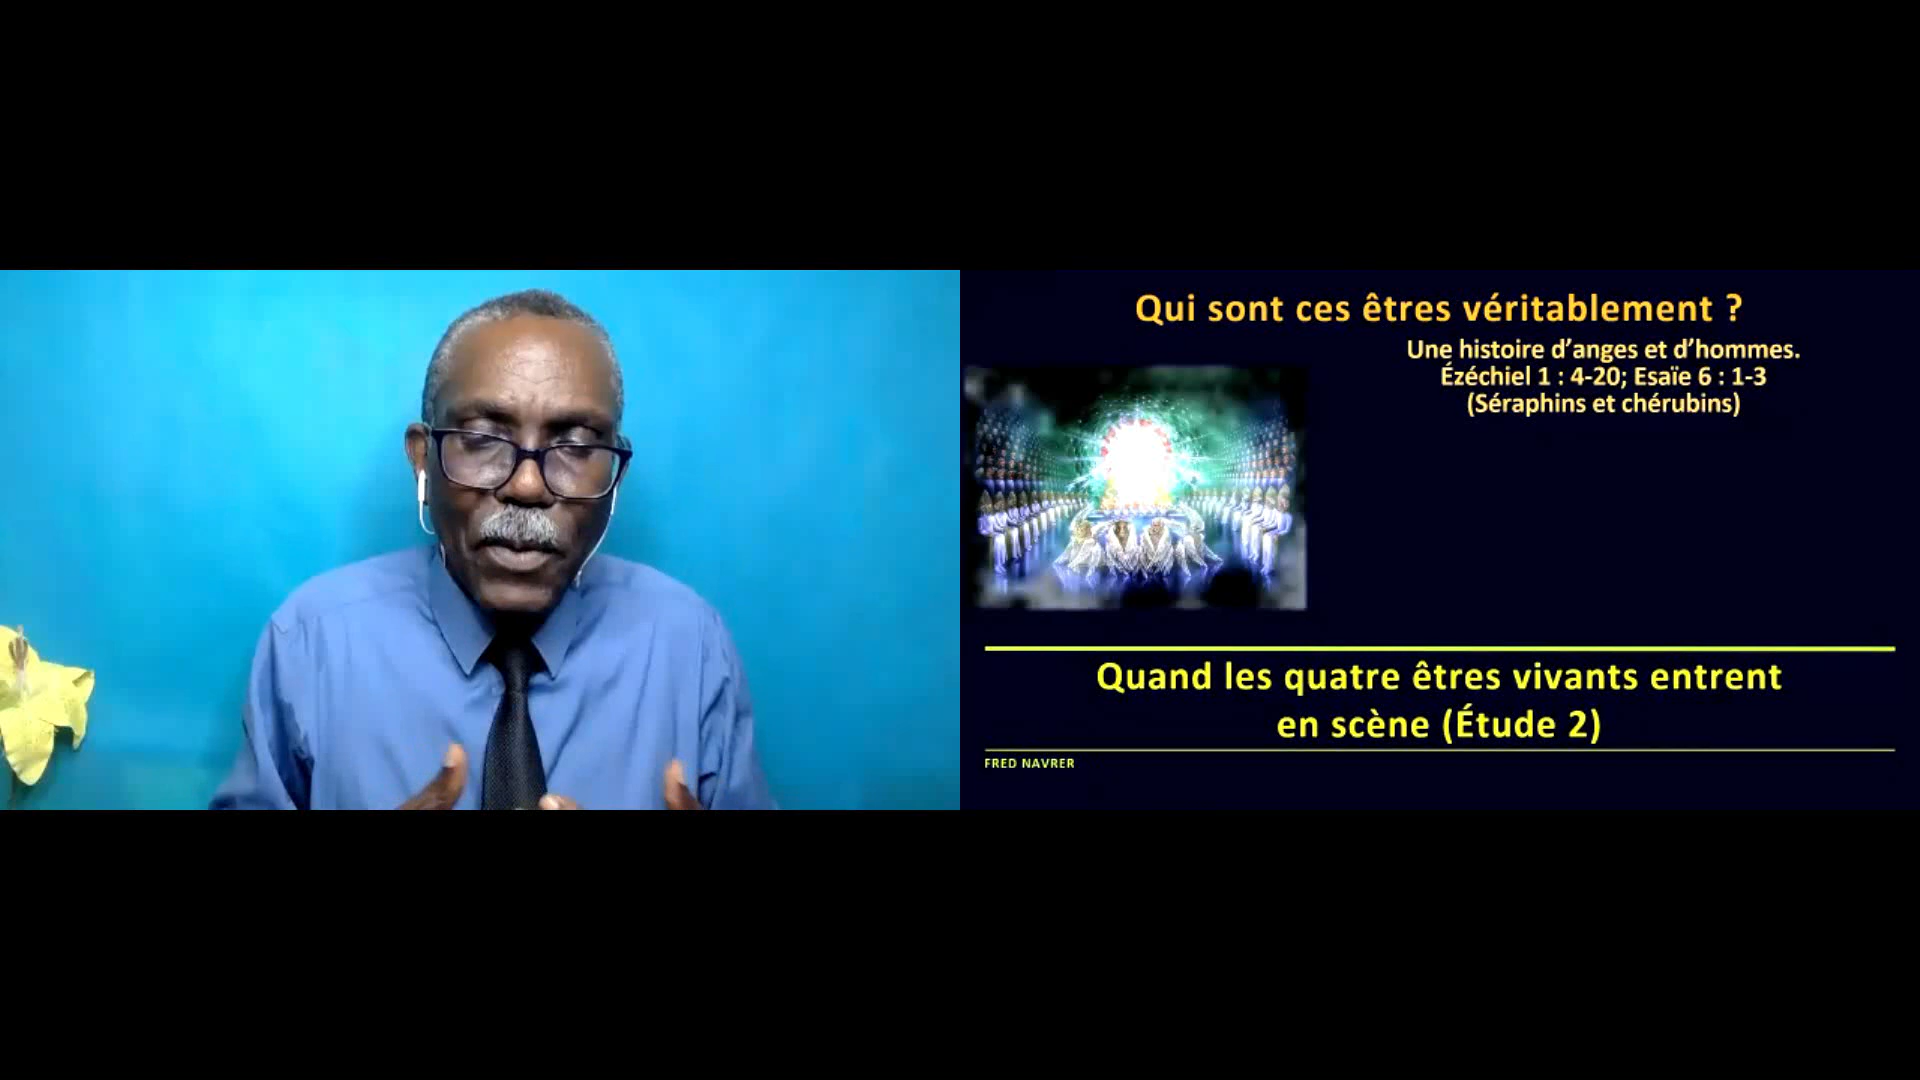 Qui sont ces êtres véritablement ?
Une histoire d’anges et d’hommes.
Ézéchiel 1 : 4-20; Esaïe 6 : 1-3
(Séraphins et chérubins)
Quand les quatre êtres vivants entrent
en scène (Étude 2)
FRED NAVRER